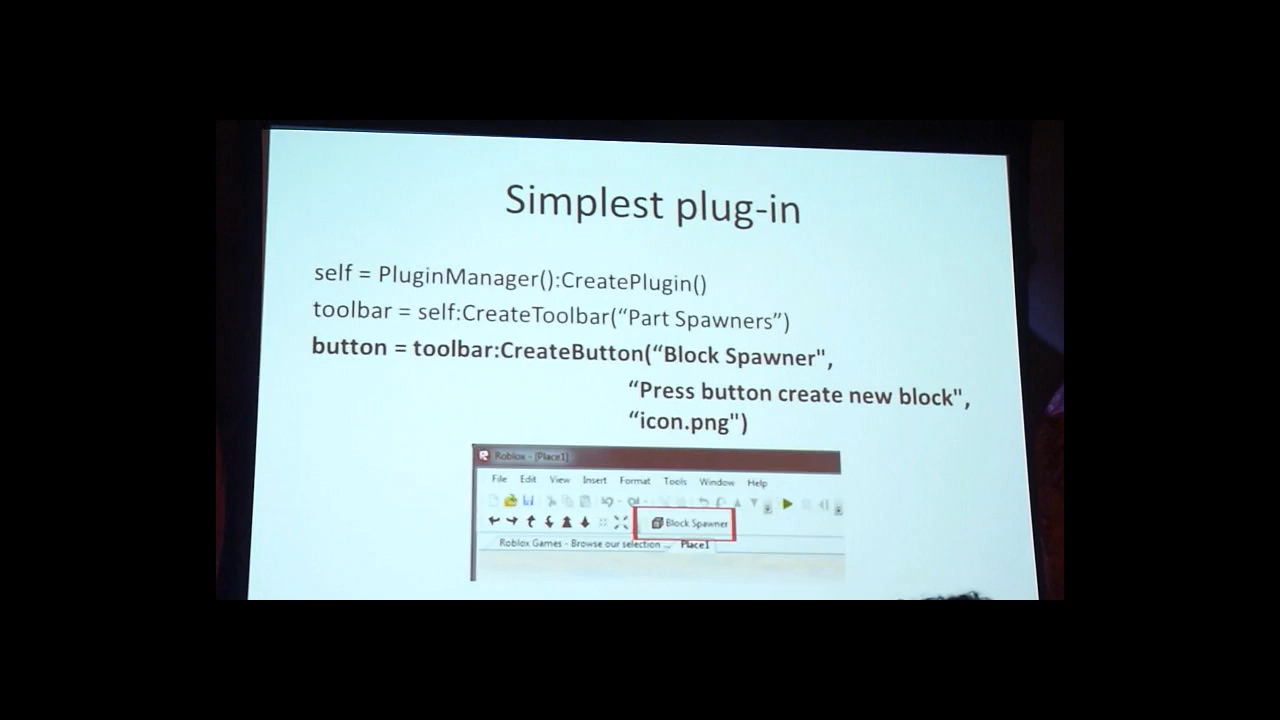 Simplest plug-in
self = PluginManager():CreatePlugin()
toolbar = self:CreateToolbar(“Part Spawners”)
button = toolbar:CreateButton(“Block Spawner",
“Press button create new block",
“icon.png")
Roblox - [Place1]
File Edit View Insert Format Tools Window Help
Block Spawner
Roblox Games - Browse our selection ... Place1